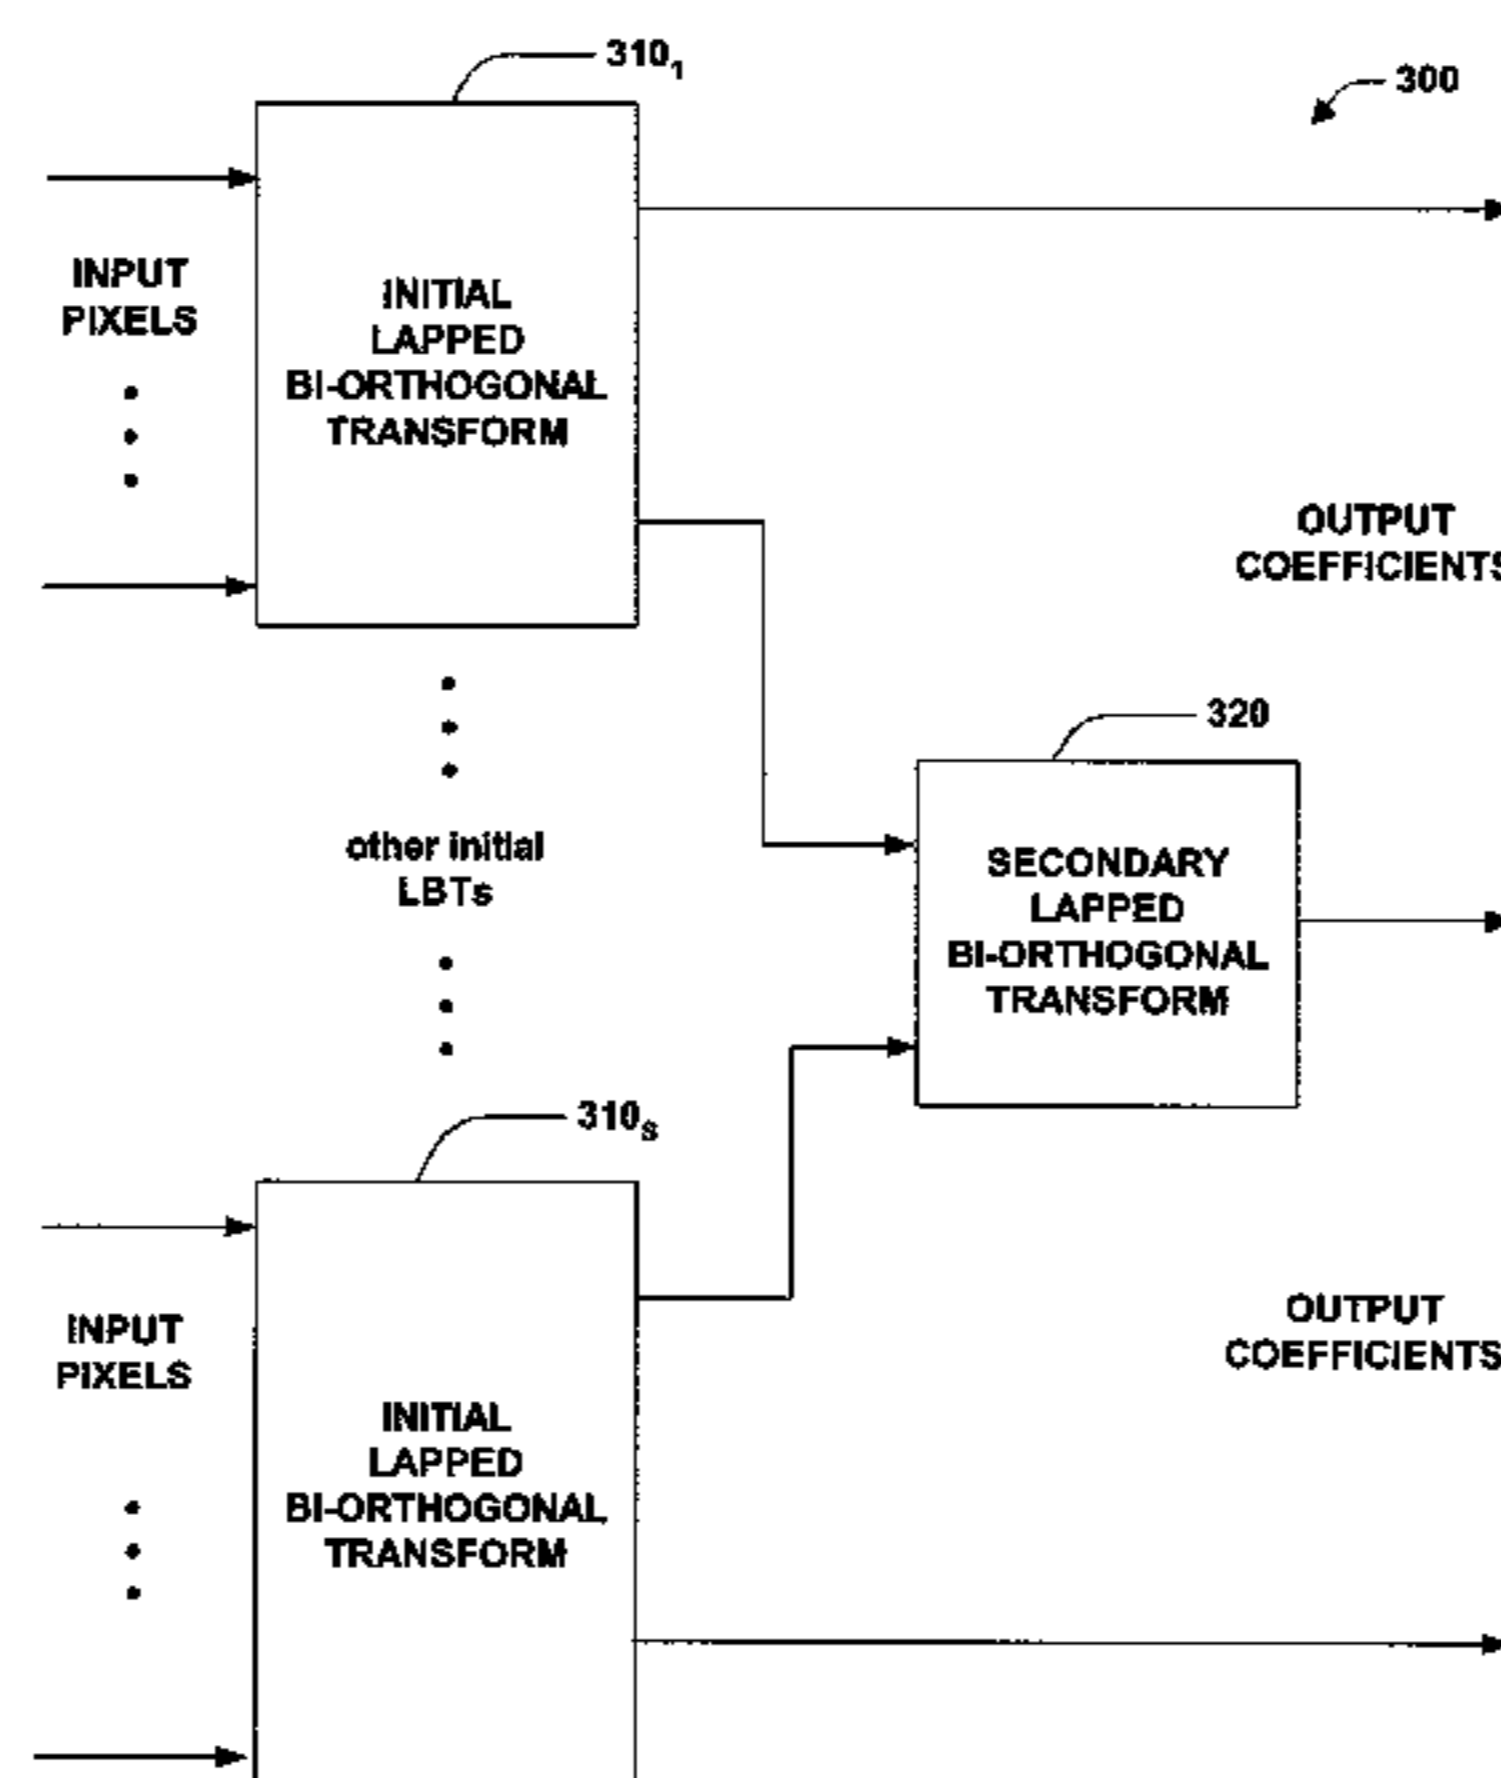 310₁
300
INPUT
PIXELS
INITIAL
LAPPED
BI-ORTHOGONAL
TRANSFORM
OUTPUT
COEFFICIENTS
other initial
LBTs
320
SECONDARY
LAPPED
BI-ORTHOGONAL
TRANSFORM
310ₛ
INPUT
PIXELS
INITIAL
LAPPED
BI-ORTHOGONAL
TRANSFORM
OUTPUT
COEFFICIENTS